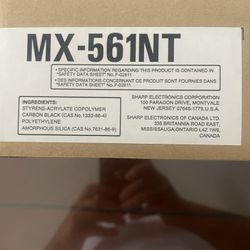 MX-561NT
• SPECIFIC INFORMATION REGARDING THIS PRODUCT IS CONTAINED IN
"SAFETY DATA SHEET" No. F-02811
• DES RENSEIGNEMENTS SPECIFIQUES A CE PRODUIT SONT FOURNIES
DANS LE "SAFETY DATA SHEET" No. F-02811
INGREDIENTS:
STYRENE-ACRYLATE COPOLYMER
CARBON BLACK (CAS No.1333-86-4)
POLYETHYLENE
AMORPHOUS SILICA (CAS No.7631-86-9)
SHARP ELECTRONICS CORPORATION
100 PARAGON DRIVE, MONTVALE
NEW JERSEY 07645-1779, U.S.A.
SHARP ELECTRONICS OF CANADA LTD.
335 BRITANNIA ROAD EAST,
MISSISSAUGA,ONTARIO L4Z 1W9,
CANADA